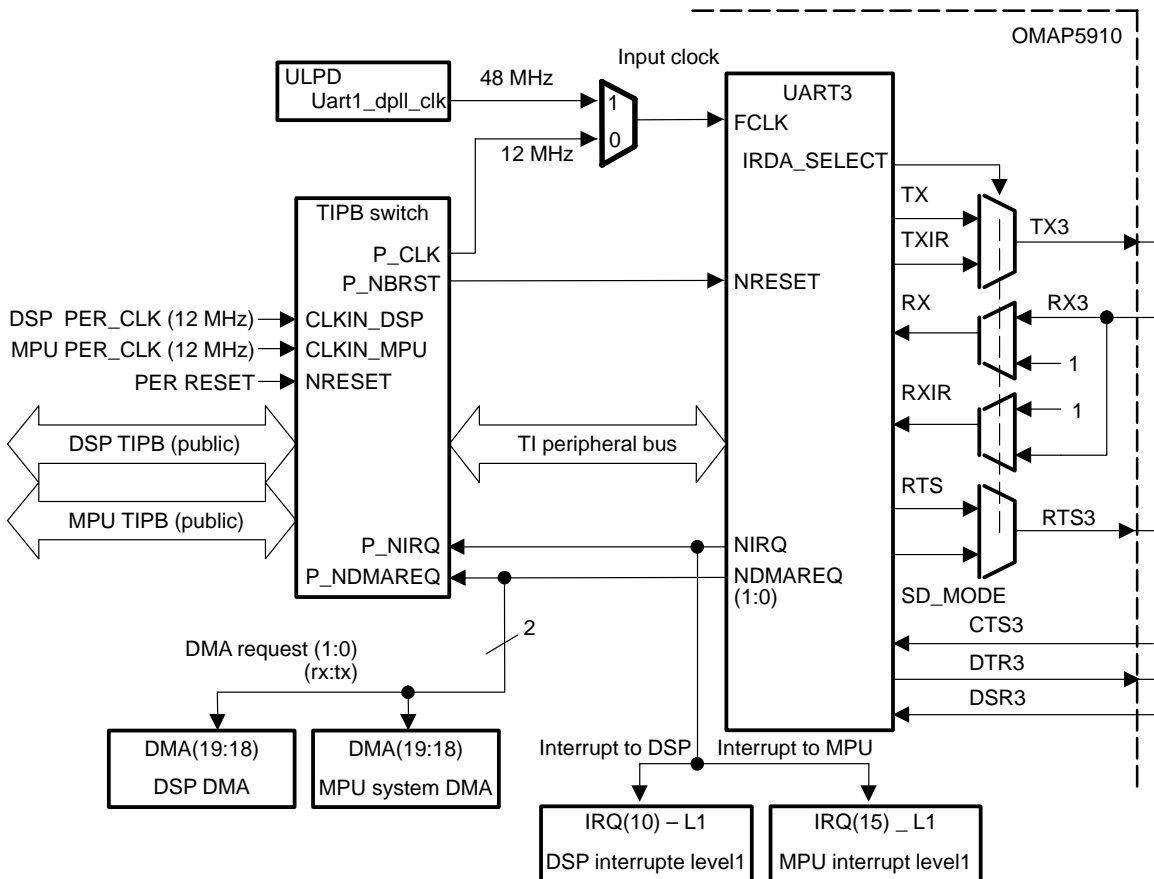 OMAP5910
Input clock
ULPD
Uart1_dpll_clk
48 MHz
1
0
12 MHz
UART3
FCLK
IRDA_SELECT
TX
TXIR
TX3
TIPB switch
P_CLK
P_NBRST
NRESET
RX
RX3
1
DSP PER_CLK (12 MHz)
CLKIN_DSP
MPU PER_CLK (12 MHz)
CLKIN_MPU
PER RESET
NRESET
RXIR
1
DSP TIPB (public)
TI peripheral bus
MPU TIPB (public)
RTS
RTS3
P_NIRQ
NIRQ
P_NDMAREQ
NDMAREQ
(1:0)
SD_MODE
2
CTS3
DMA request (1:0)
(rx:tx)
DTR3
DSR3
DMA(19:18)
DSP DMA
DMA(19:18)
MPU system DMA
Interrupt to DSP
Interrupt to MPU
IRQ(10) – L1
DSP interrupte level1
IRQ(15) _ L1
MPU interrupt level1